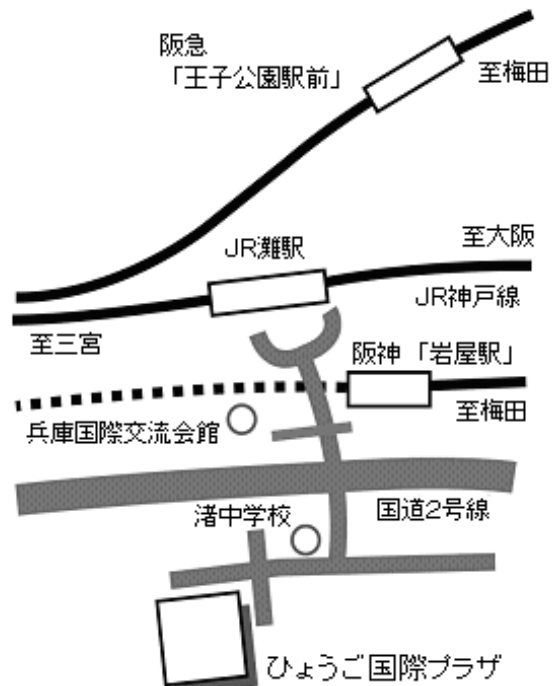 阪急
「王子公園駅前」
至梅田
JR灘駅
至大阪
JR神戸線
至三宮
阪神「岩屋駅」
至梅田
兵庫国際交流会館
渚中学校
国道2号線
ひょうご国際プラザ